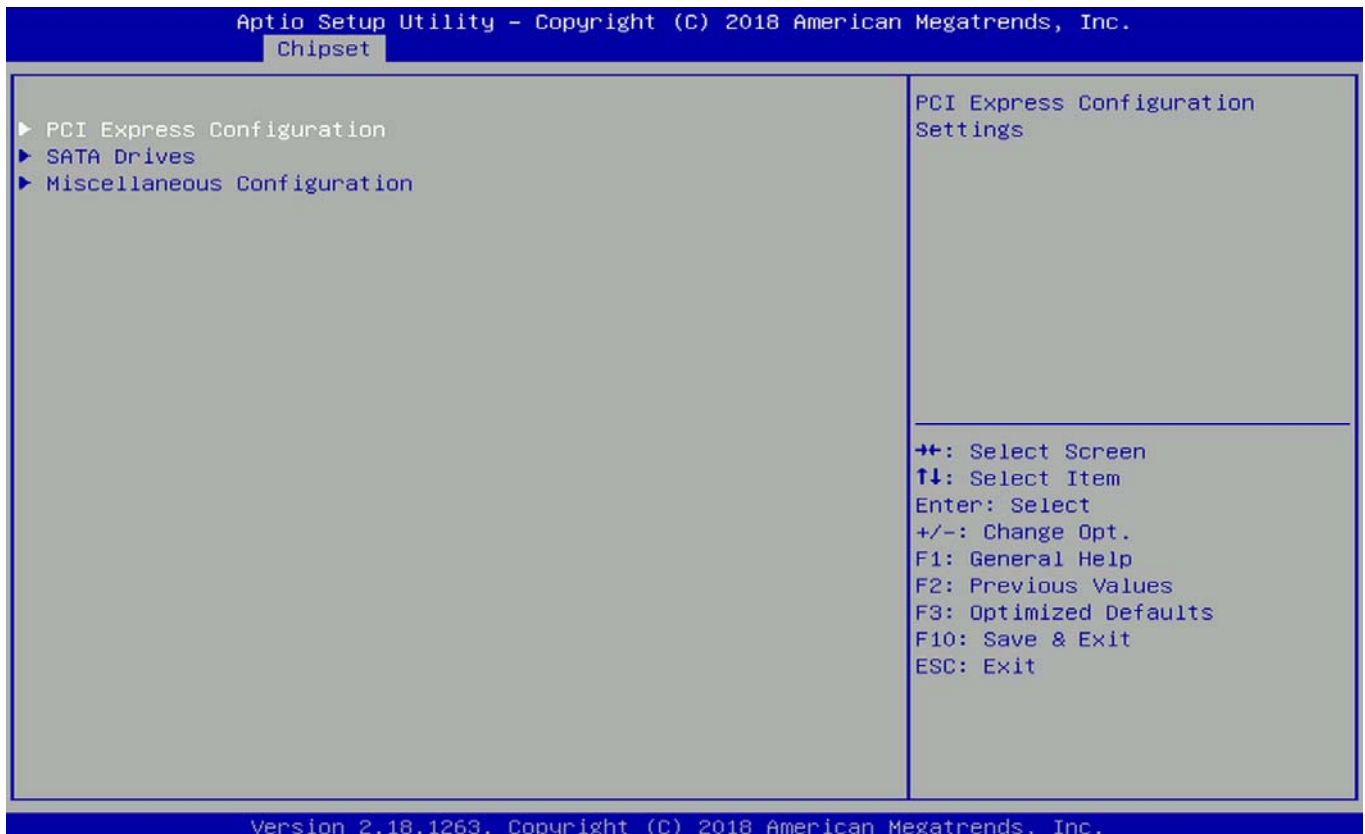 Aptio Setup Utility – Copyright (C) 2018 American Megatrends, Inc.
Chipset
► PCI Express Configuration
► SATA Drives
► Miscellaneous Configuration
PCI Express Configuration
Settings
→←: Select Screen
↑↓: Select Item
Enter: Select
+/-: Change Opt.
F1: General Help
F2: Previous Values
F3: Optimized Defaults
F10: Save & Exit
ESC: Exit
Version 2.18.1263. Copyright (C) 2018 American Megatrends, Inc.